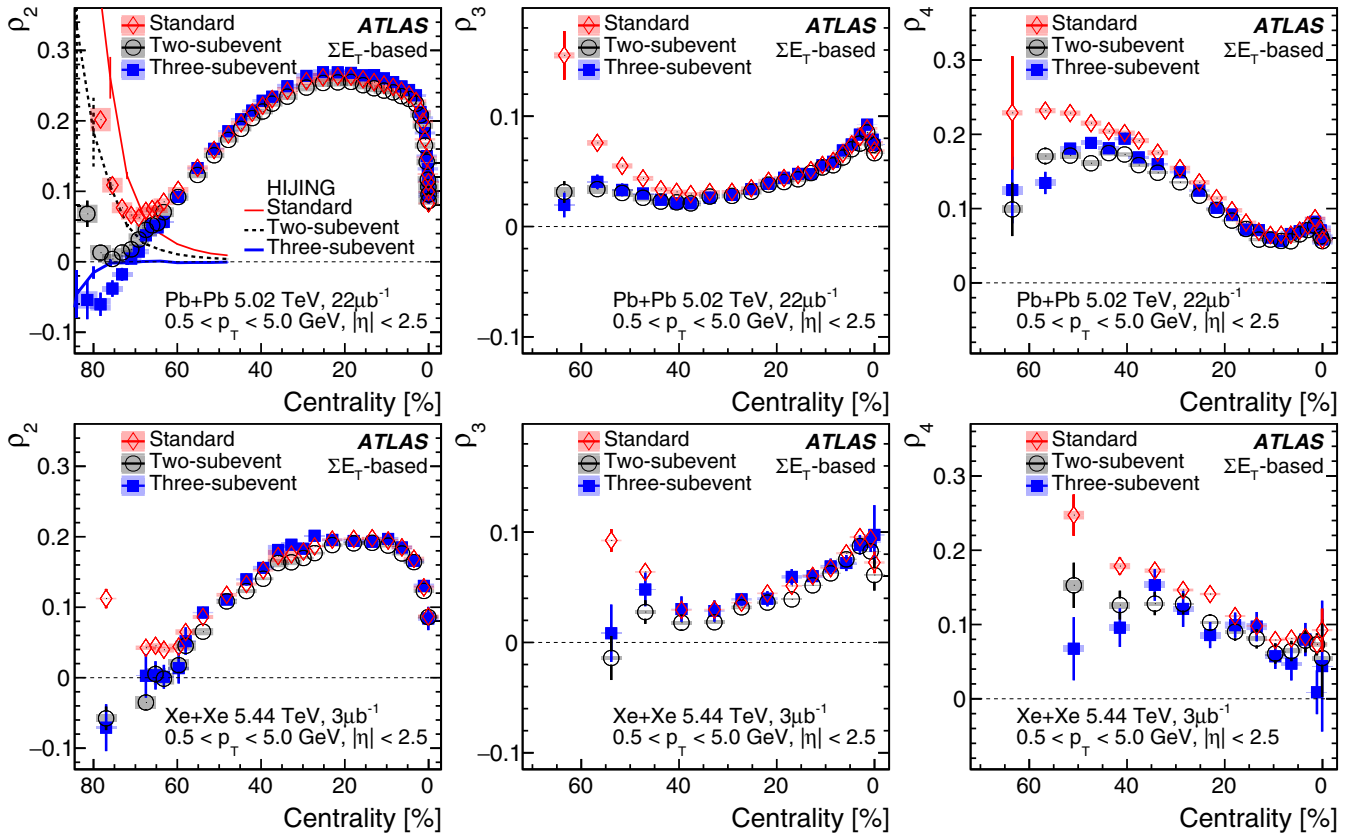 ρ2
ATLAS
ΣET-based
Standard
Two-subevent
Three-subevent
0.3
0.2
0.1
0
−0.1
HIJING
Standard
Two-subevent
Three-subevent
Pb+Pb 5.02 TeV, 22μb⁻¹
0.5 < pT < 5.0 GeV, |η| < 2.5
80 60 40 20 0
Centrality [%]
ρ3
ATLAS
ΣET-based
Standard
Two-subevent
Three-subevent
0.1
0
−0.1
Pb+Pb 5.02 TeV, 22μb⁻¹
0.5 < pT < 5.0 GeV, |η| < 2.5
60 40 20 0
Centrality [%]
ρ4
ATLAS
ΣET-based
Standard
Two-subevent
Three-subevent
0.3
0.2
0.1
0
Pb+Pb 5.02 TeV, 22μb⁻¹
0.5 < pT < 5.0 GeV, |η| < 2.5
60 40 20 0
Centrality [%]
ρ2
ATLAS
ΣET-based
Standard
Two-subevent
Three-subevent
0.3
0.2
0.1
0
−0.1
Xe+Xe 5.44 TeV, 3μb⁻¹
0.5 < pT < 5.0 GeV, |η| < 2.5
80 60 40 20 0
Centrality [%]
ρ3
ATLAS
ΣET-based
Standard
Two-subevent
Three-subevent
0.1
0
−0.1
Xe+Xe 5.44 TeV, 3μb⁻¹
0.5 < pT < 5.0 GeV, |η| < 2.5
60 40 20 0
Centrality [%]
ρ4
ATLAS
ΣET-based
Standard
Two-subevent
Three-subevent
0.3
0.2
0.1
0
Xe+Xe 5.44 TeV, 3μb⁻¹
0.5 < pT < 5.0 GeV, |η| < 2.5
60 40 20 0
Centrality [%]